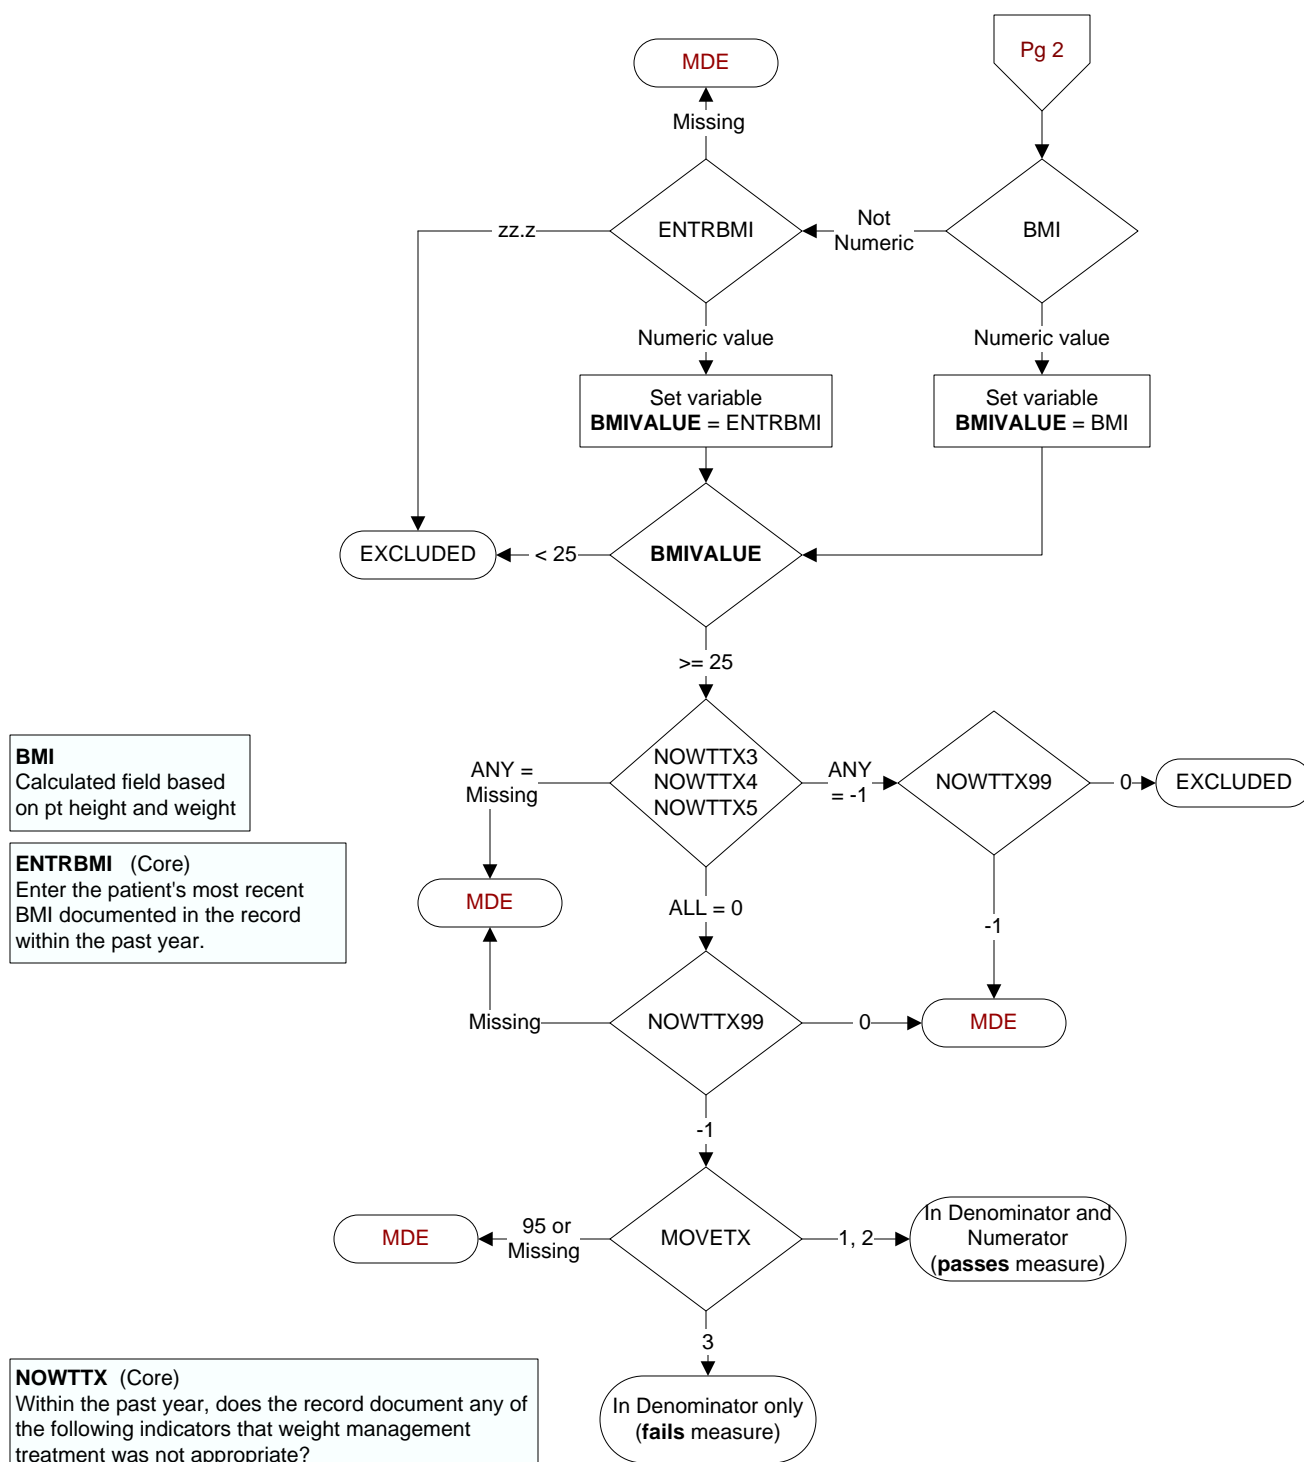 Pg 2
MDE
Missing
ENTRBMI
Not
Numeric
BMI
zz.z
Numeric value
Numeric value
Set variable
BMIVALUE = ENTRBMI
Set variable
BMIVALUE = BMI
EXCLUDED
< 25
BMIVALUE
>= 25
BMI
Calculated field based
on pt height and weight
ANY =
Missing
NOWTTX3
NOWTTX4
NOWTTX5
ANY
= -1
NOWTTX99
0
EXCLUDED
ENTRBMI (Core)
Enter the patient's most recent
BMI documented in the record
within the past year.
MDE
ALL = 0
-1
Missing
NOWTTX99
0
MDE
-1
MDE
95 or
Missing
MOVETX
1, 2
In Denominator and
Numerator
(passes measure)
3
In Denominator only
(fails measure)
NOWTTX (Core)
Within the past year, does the record document any of
the following indicators that weight management
treatment was not appropriate?